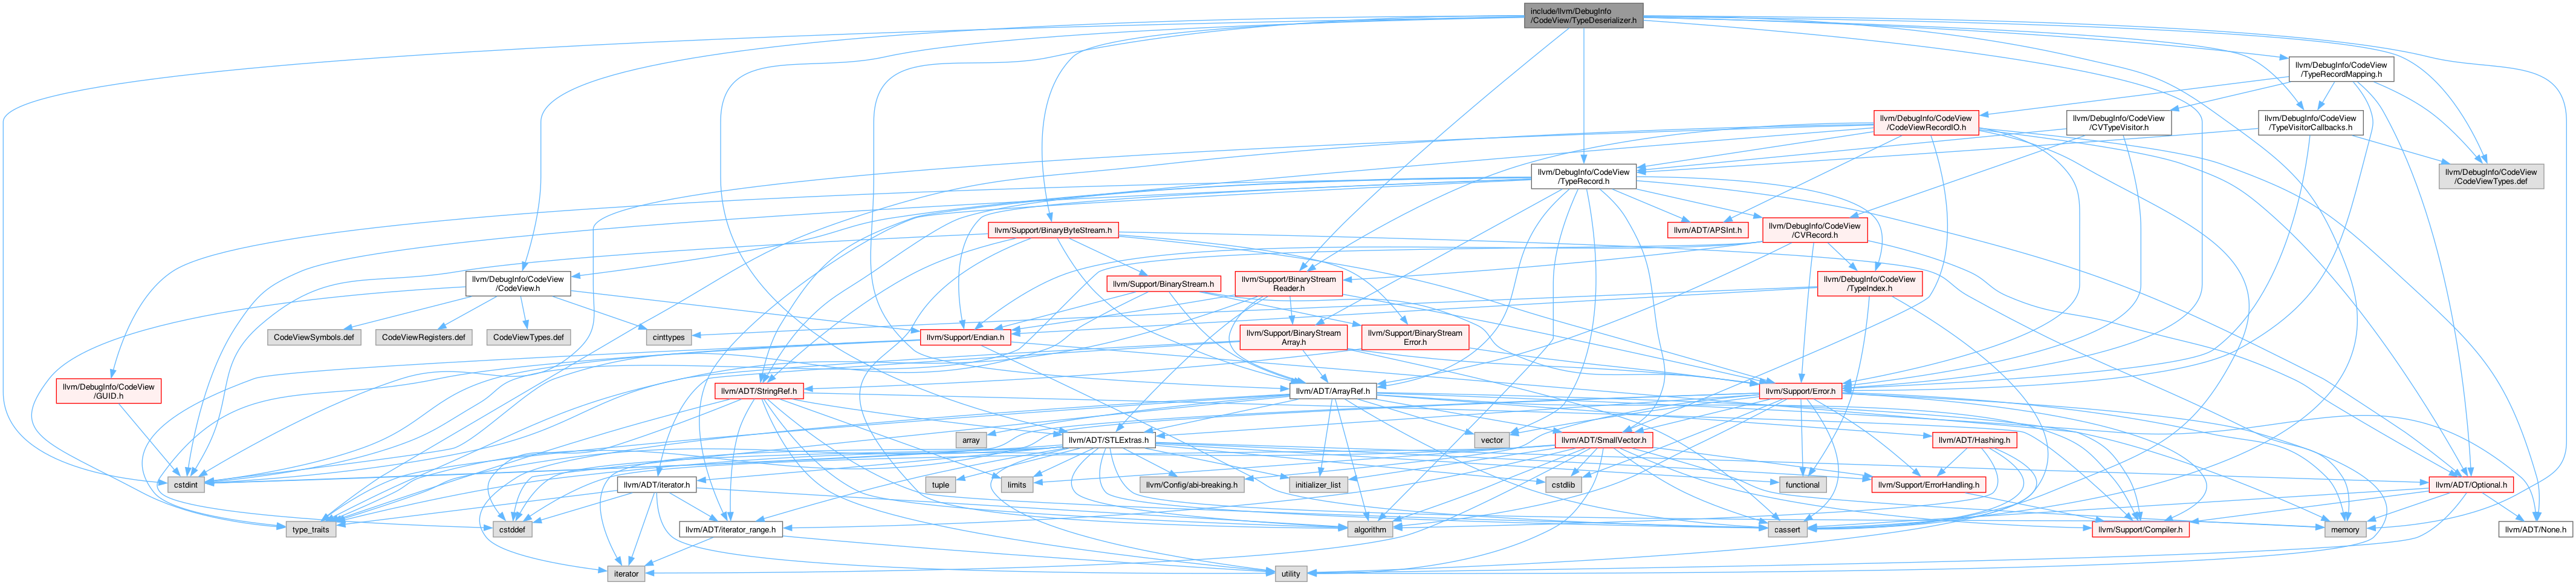 include/llvm/DebugInfo
/CodeView/TypeDeserializer.h
llvm/DebugInfo/CodeView
/TypeRecordMapping.h
llvm/DebugInfo/CodeView
/CodeViewRecordIO.h
llvm/DebugInfo/CodeView
/CVTypeVisitor.h
llvm/DebugInfo/CodeView
/TypeVisitorCallbacks.h
llvm/DebugInfo/CodeView
/TypeRecord.h
llvm/DebugInfo/CodeView
/CodeViewTypes.def
llvm/Support/BinaryByteStream.h
llvm/ADT/APSInt.h
llvm/DebugInfo/CodeView
/CVRecord.h
llvm/DebugInfo/CodeView
/CodeView.h
llvm/Support/BinaryStream.h
llvm/Support/BinaryStream
Reader.h
llvm/DebugInfo/CodeView
/TypeIndex.h
CodeViewSymbols.def
CodeViewRegisters.def
CodeViewTypes.def
cinttypes
llvm/Support/Endian.h
llvm/Support/BinaryStream
Array.h
llvm/Support/BinaryStream
Error.h
llvm/DebugInfo/CodeView
/GUID.h
llvm/ADT/StringRef.h
llvm/ADT/ArrayRef.h
llvm/Support/Error.h
array
llvm/ADT/STLExtras.h
vector
llvm/ADT/SmallVector.h
llvm/ADT/Hashing.h
cstdint
llvm/ADT/iterator.h
tuple
limits
llvm/Config/abi-breaking.h
initializer_list
cstdlib
functional
llvm/Support/ErrorHandling.h
llvm/ADT/Optional.h
type_traits
cstddef
llvm/ADT/iterator_range.h
algorithm
cassert
llvm/Support/Compiler.h
memory
llvm/ADT/None.h
iterator
utility